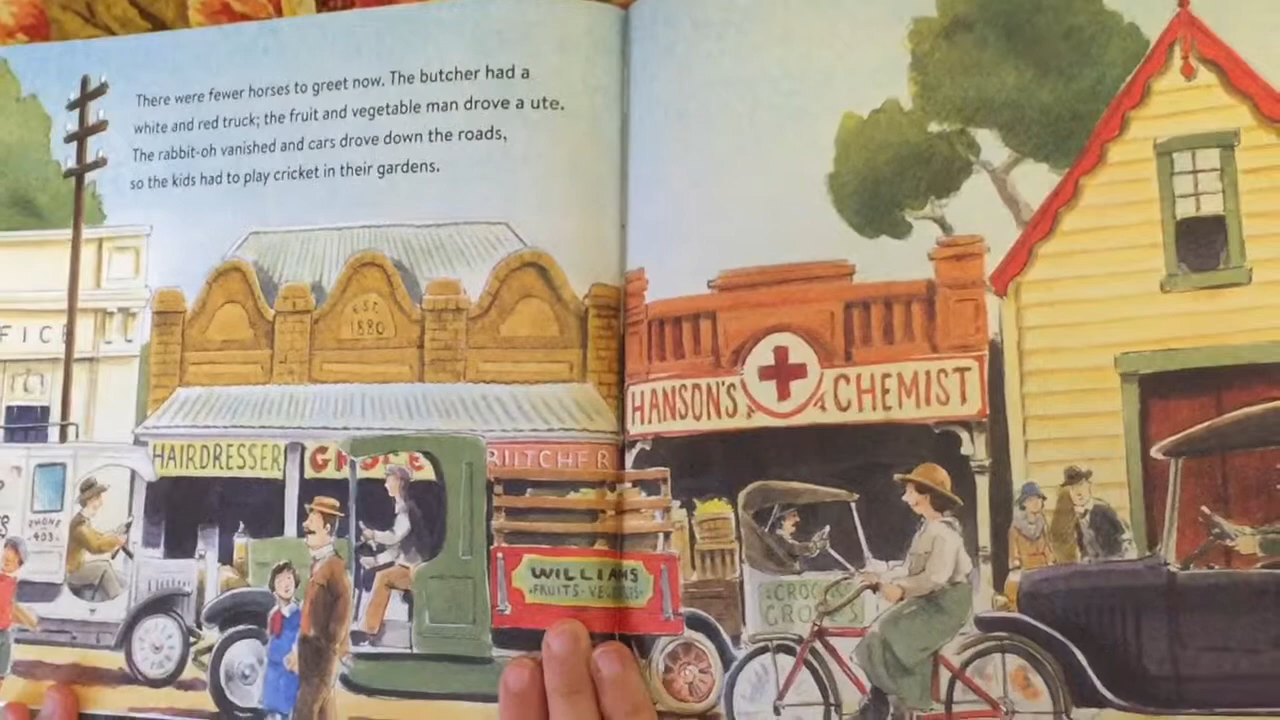 There were fewer horses to greet now. The butcher had a
white and red truck; the fruit and vegetable man drove a ute.
The rabbit-oh vanished and cars drove down the roads,
so the kids had to play cricket in their gardens.
EST.
1880
HANSON'S CHEMIST
HAIRDRESSER
BUTCHER
PHONE
403
WILLIAMS
FRUITS · VEGETABLES